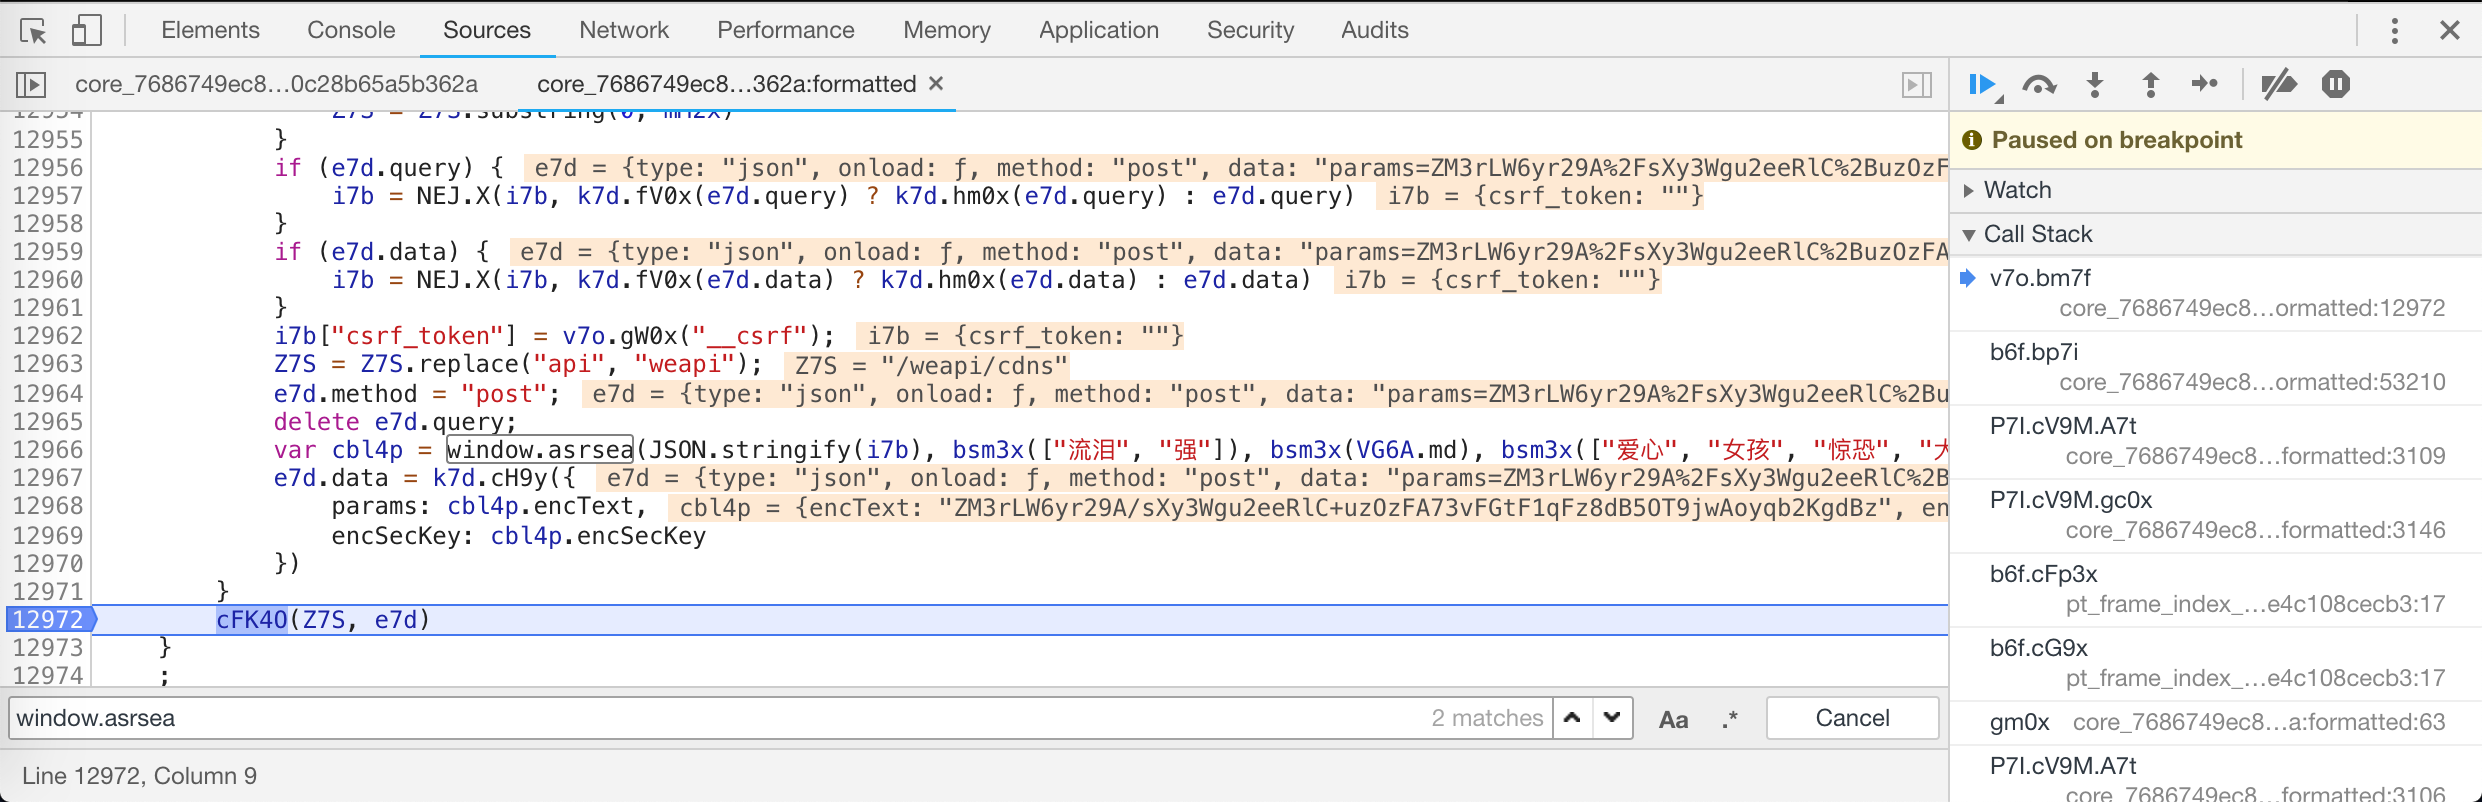 Elements Console Sources Network Performance Memory Application Security Audits
core_7686749ec8…0c28b65a5b362a core_7686749ec8…362a:formatted
12954 Z7S = Z7S.substring(0, mM2x)
12955 }
12956 if (e7d.query) { e7d = {type: "json", onload: ƒ, method: "post", data: "params=ZM3rLW6yr29A%2FsXy3Wgu2eeRlC%2BuzOzF
12957 i7b = NEJ.X(i7b, k7d.fV0x(e7d.query) ? k7d.hm0x(e7d.query) : e7d.query) i7b = {csrf_token: ""}
12958 }
12959 if (e7d.data) { e7d = {type: "json", onload: ƒ, method: "post", data: "params=ZM3rLW6yr29A%2FsXy3Wgu2eeRlC%2BuzOzFA
12960 i7b = NEJ.X(i7b, k7d.fV0x(e7d.data) ? k7d.hm0x(e7d.data) : e7d.data) i7b = {csrf_token: ""}
12961 }
12962 i7b["csrf_token"] = v7o.gW0x("__csrf"); i7b = {csrf_token: ""}
12963 Z7S = Z7S.replace("api", "weapi"); Z7S = "/weapi/cdns"
12964 e7d.method = "post"; e7d = {type: "json", onload: ƒ, method: "post", data: "params=ZM3rLW6yr29A%2FsXy3Wgu2eeRlC%2Bu
12965 delete e7d.query;
12966 var cbl4p = window.asrsea(JSON.stringify(i7b), bsm3x(["流泪", "强"]), bsm3x(VG6A.md), bsm3x(["爱心", "女孩", "惊恐", "大
12967 e7d.data = k7d.cH9y({ e7d = {type: "json", onload: ƒ, method: "post", data: "params=ZM3rLW6yr29A%2FsXy3Wgu2eeRlC%2B
12968 params: cbl4p.encText, cbl4p = {encText: "ZM3rLW6yr29A/sXy3Wgu2eeRlC+uzOzFA73vFGtF1qFz8dB5OT9jwAoyqb2KgdBz", en
12969 encSecKey: cbl4p.encSecKey
12970 })
12971 }
12972 cFK4O(Z7S, e7d)
12973 }
12974 ;
window.asrsea 2 matches Aa .* Cancel
Line 12972, Column 9
Paused on breakpoint
Watch
Call Stack
v7o.bm7f
core_7686749ec8…ormatted:12972
b6f.bp7i
core_7686749ec8…ormatted:53210
P7I.cV9M.A7t
core_7686749ec8…formatted:3109
P7I.cV9M.gc0x
core_7686749ec8…formatted:3146
b6f.cFp3x
pt_frame_index_…e4c108cecb3:17
b6f.cG9x
pt_frame_index_…e4c108cecb3:17
gm0x core_7686749ec8…a:formatted:63
P7I.cV9M.A7t
core_7686749ec8…formatted:3106